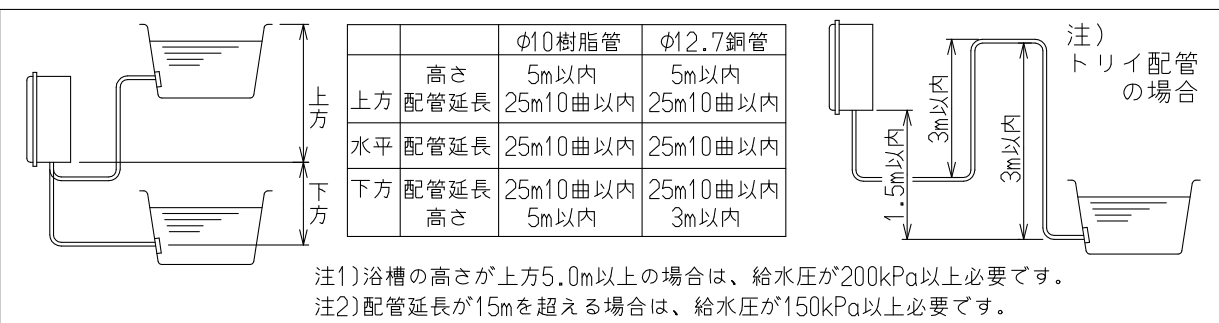 上方
下方
φ10樹脂管 φ12.7銅管
上方 高さ 5m以内 5m以内
配管延長 25m10曲以内 25m10曲以内
水平 配管延長 25m10曲以内 25m10曲以内
下方 配管延長 25m10曲以内 25m10曲以内
高さ 5m以内 3m以内
1.5m以内
3m以内
3m以内
注)
トリイ配管
の場合
注1)浴槽の高さが上方5.0m以上の場合は、給水圧が200kPa以上必要です。
注2)配管延長が15mを超える場合は、給水圧が150kPa以上必要です。